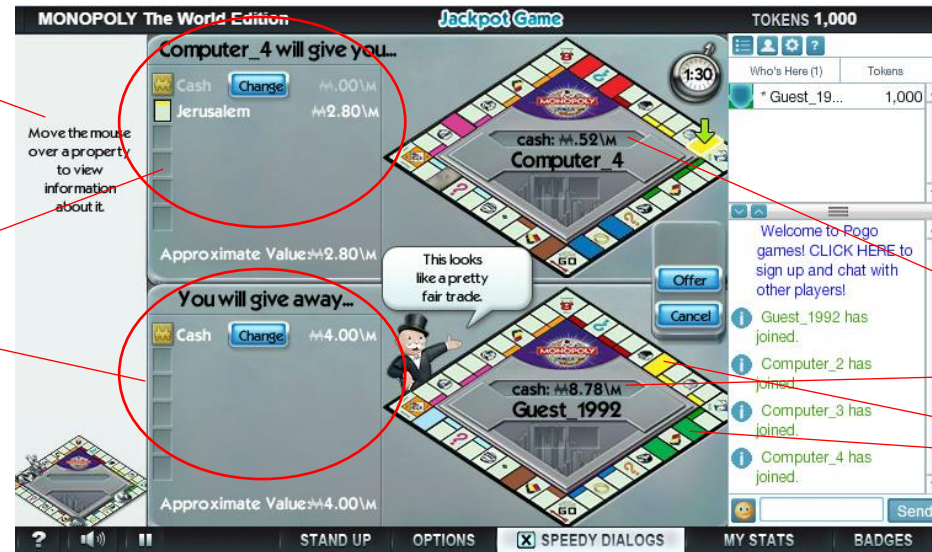 MONOPOLY The World Edition
Jackpot Game
TOKENS 1,000
Computer_4 will give you...
Cash Change ₩.00\M
Jerusalem ₩2.80\M
Approximate Value:₩2.80\M
Move the mouse
over a property
to view
information
about it.
MONOPOLY
cash: ₩.52\M
Computer_4
GO
1:30
This looks
like a pretty
fair trade.
Offer
Cancel
You will give away...
Cash Change ₩4.00\M
Approximate Value:₩4.00\M
MONOPOLY
cash: ₩8.78\M
Guest_1992
GO
Who's Here (1) Tokens
* Guest_19... 1,000
Welcome to Pogo
games! CLICK HERE to
sign up and chat with
other players!
Guest_1992 has
joined.
Computer_2 has
joined.
Computer_3 has
joined.
Computer_4 has
joined.
Send
? STAND UP OPTIONS X SPEEDY DIALOGS MY STATS BADGES